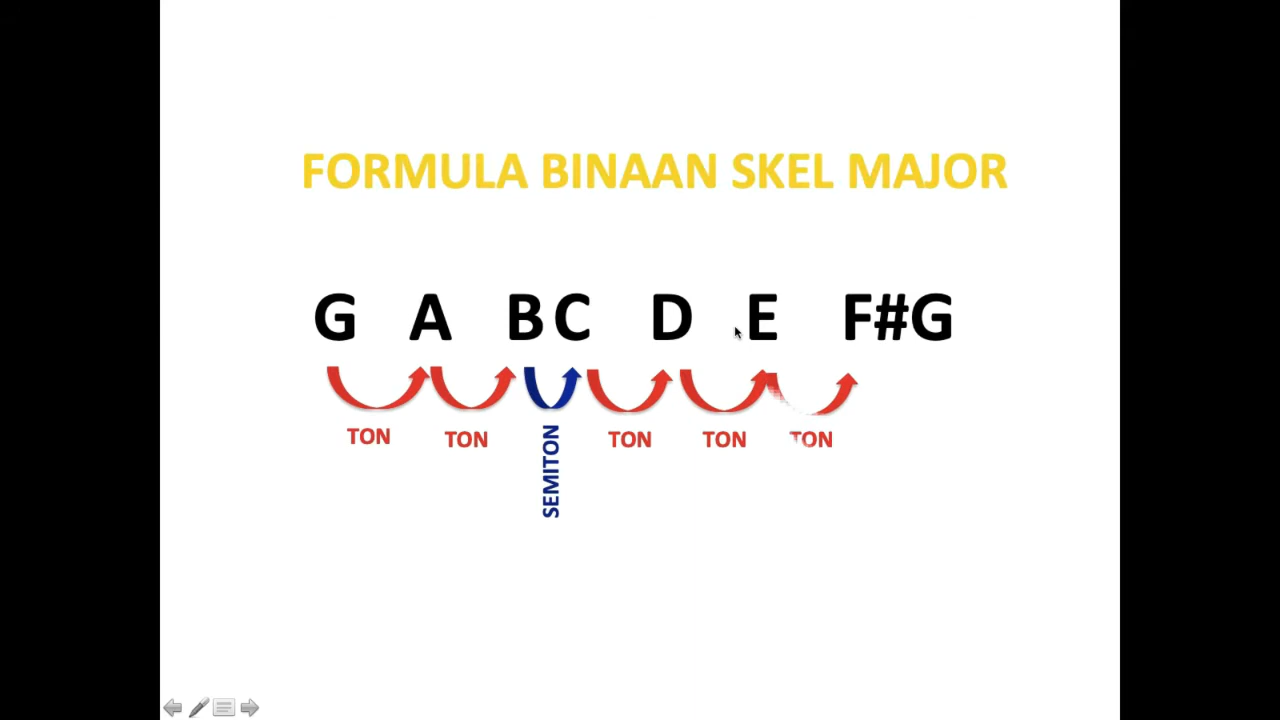 FORMULA BINAAN SKEL MAJOR
G A B C D E F# G
TON TON SEMITON TON TON TON